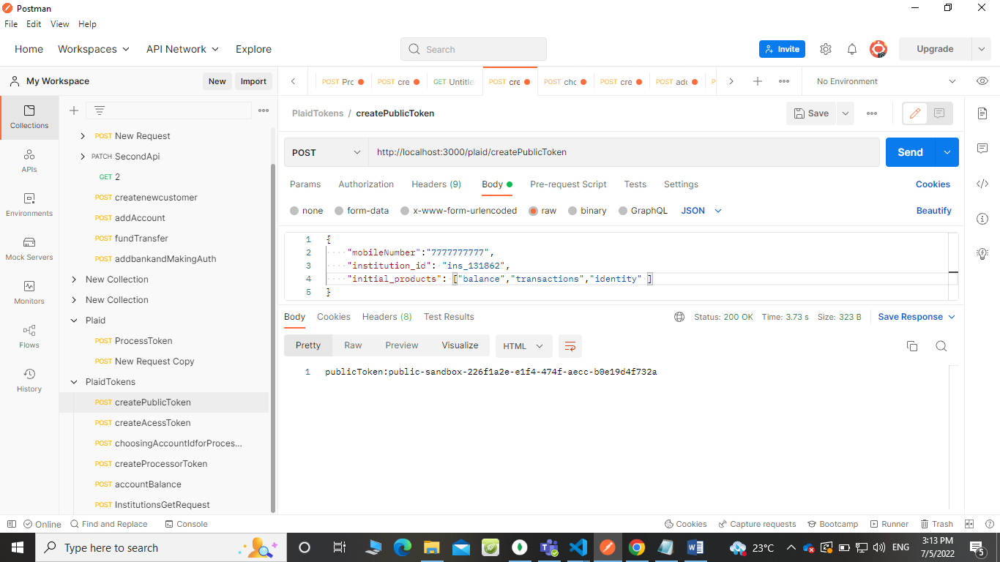 Postman
File Edit View Help
Home Workspaces API Network Explore Search Invite Upgrade
My Workspace New Import
POST Pro POST cre GET Untitle POST cre POST cho POST cre POST add No Environment
Collections
APIs
Environments
Mock Servers
Monitors
Flows
History
POST New Request
PATCH SecondApi
GET 2
POST createnewcustomer
POST addAccount
POST fundTransfer
POST addbankandMakingAuth
New Collection
New Collection
Plaid
POST ProcessToken
POST New Request Copy
PlaidTokens
POST createPublicToken
POST createAcessToken
POST choosingAccountIdforProces...
POST createProcessorToken
POST accountBalance
POST InstitutionsGetRequest
PlaidTokens / createPublicToken Save
POST http://localhost:3000/plaid/createPublicToken Send
Params Authorization Headers (9) Body Pre-request Script Tests Settings Cookies
none form-data x-www-form-urlencoded raw binary GraphQL JSON Beautify
1 {
2 "mobileNumber":"7777777777",
3 "institution_id": "ins_131862",
4 "initial_products": ["balance","transactions","identity" ]
5 }
Body Cookies Headers (8) Test Results Status: 200 OK Time: 3.73 s Size: 323 B Save Response
Pretty Raw Preview Visualize HTML
1 publicToken:public-sandbox-226f1a2e-e1f4-474f-aecc-b0e19d4f732a
Online Find and Replace Console Cookies Capture requests Bootcamp Runner Trash
Type here to search 23°C ENG 3:13 PM
7/5/2022 5